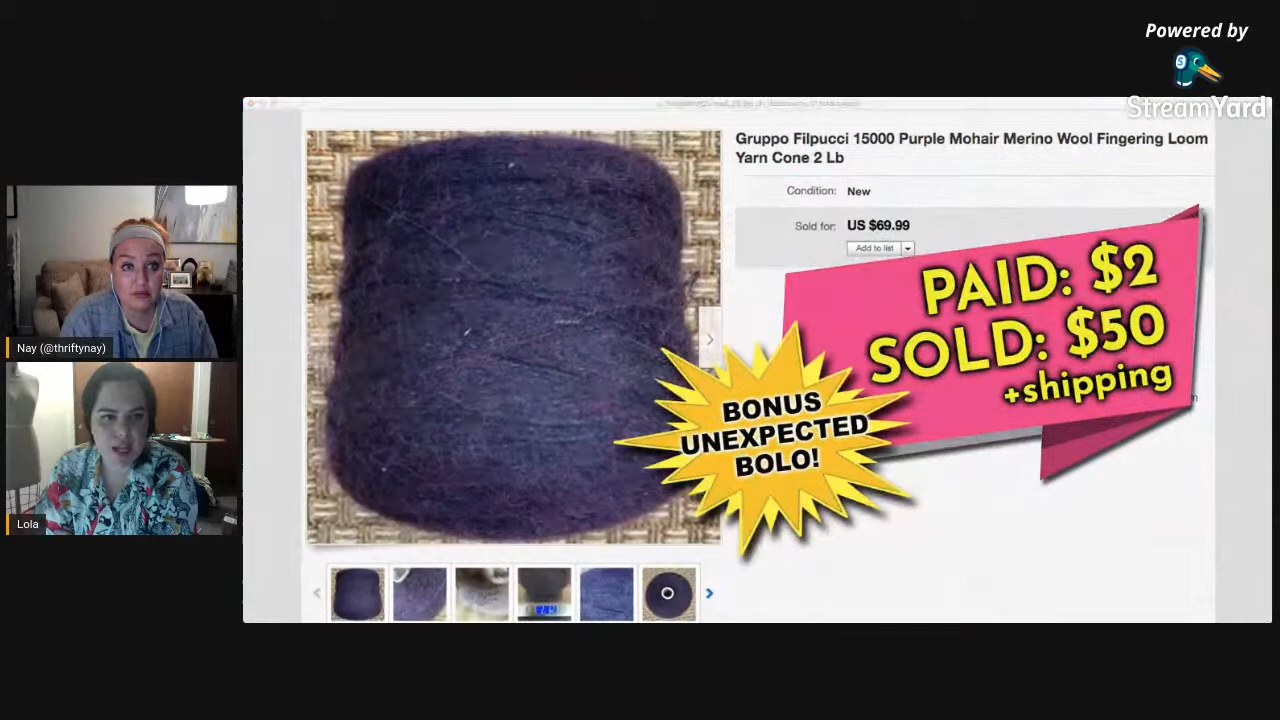 Powered by
StreamYard
Gruppo Filpucci 15000 Purple Mohair Merino Wool Fingering Loom
Yarn Cone 2 Lb
Condition: New
Sold for: US $69.99
Add to list
PAID: $2
SOLD: $50
+shipping
BONUS
UNEXPECTED
BOLO!
Nay (@thriftynay)
Lola